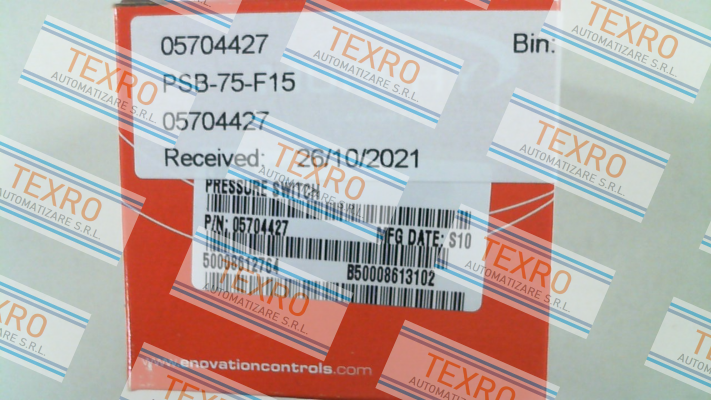 05704427
Bin:
PSB-75-F15
05704427
Received: 26/10/2021
PRESSURE SWITCH
P/N: 05704427
MFG DATE: S10
B50008613102
www.enovationcontrols.com
TEXRO
AUTOMATIZARE S.R.L.